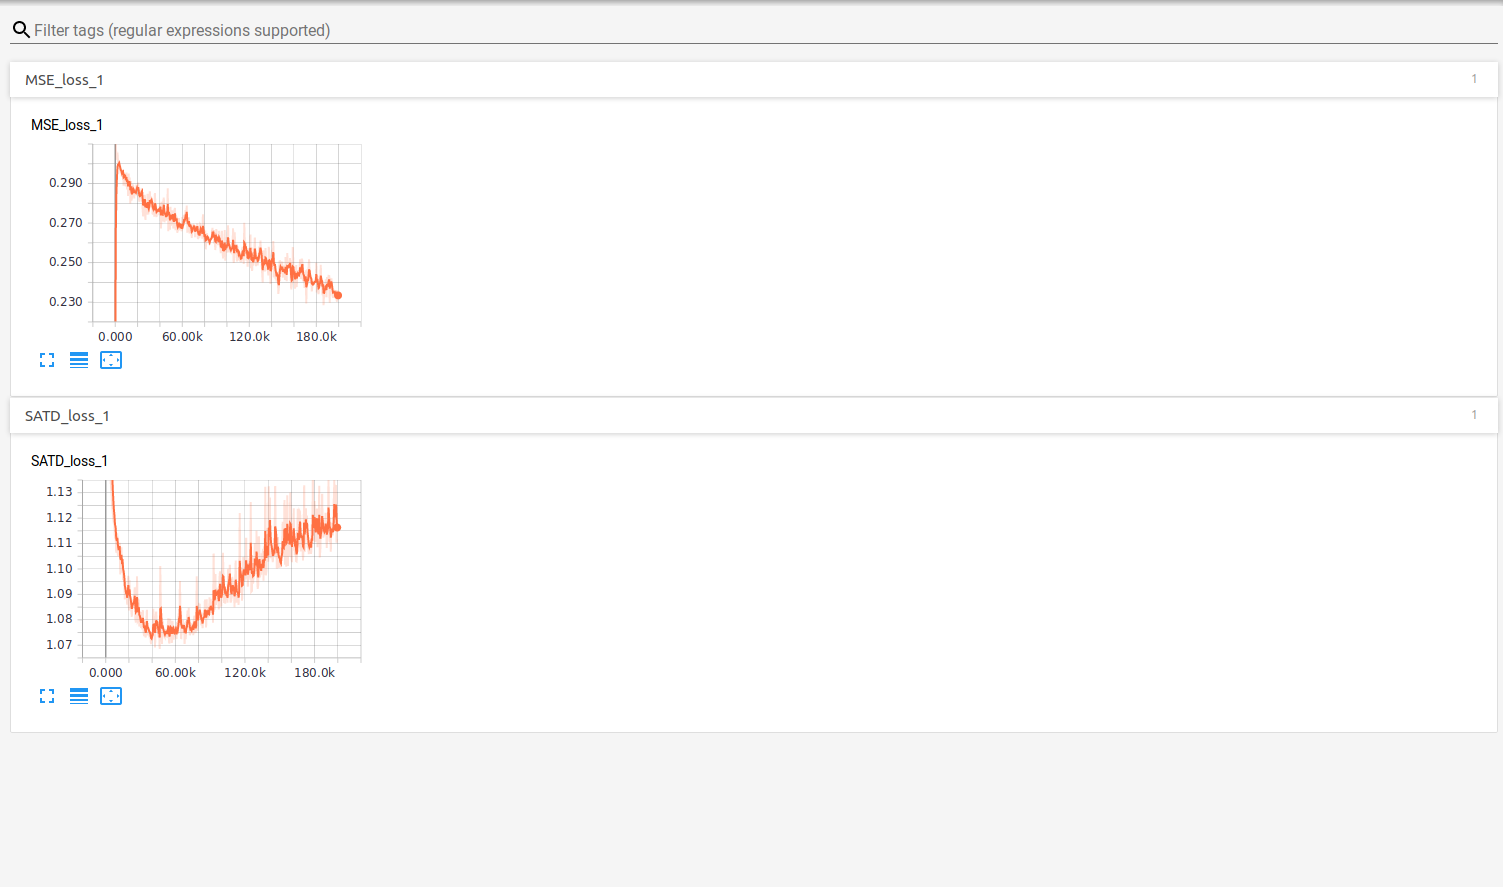 Filter tags (regular expressions supported)
MSE_loss_1 1
MSE_loss_1
0.290
0.270
0.250
0.230
0.000 60.00k 120.0k 180.0k
SATD_loss_1 1
SATD_loss_1
1.13
1.12
1.11
1.10
1.09
1.08
1.07
0.000 60.00k 120.0k 180.0k